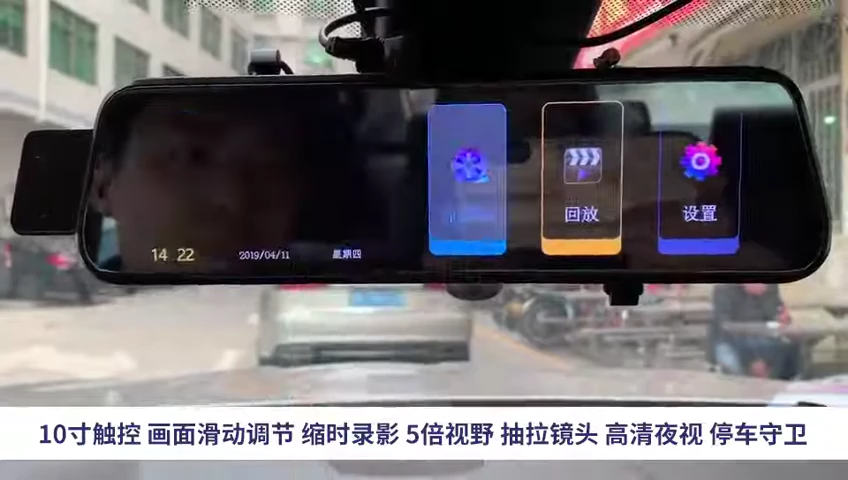 回放
设置
14 22
2019/04/11
星期四
10寸触控 画面滑动调节 缩时录影 5倍视野 抽拉镜头 高清夜视 停车守卫